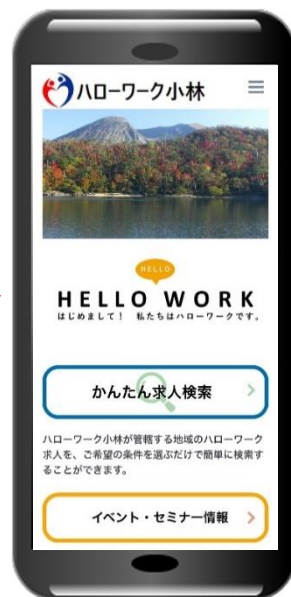 ハローワーク小林
HELLO
HELLO WORK
はじめまして！ 私たちはハローワークです。
かんたん求人検索
ハローワーク小林が管轄する地域のハローワーク
求人を、ご希望の条件を選ぶだけで簡単に検索す
ることができます。
イベント・セミナー情報